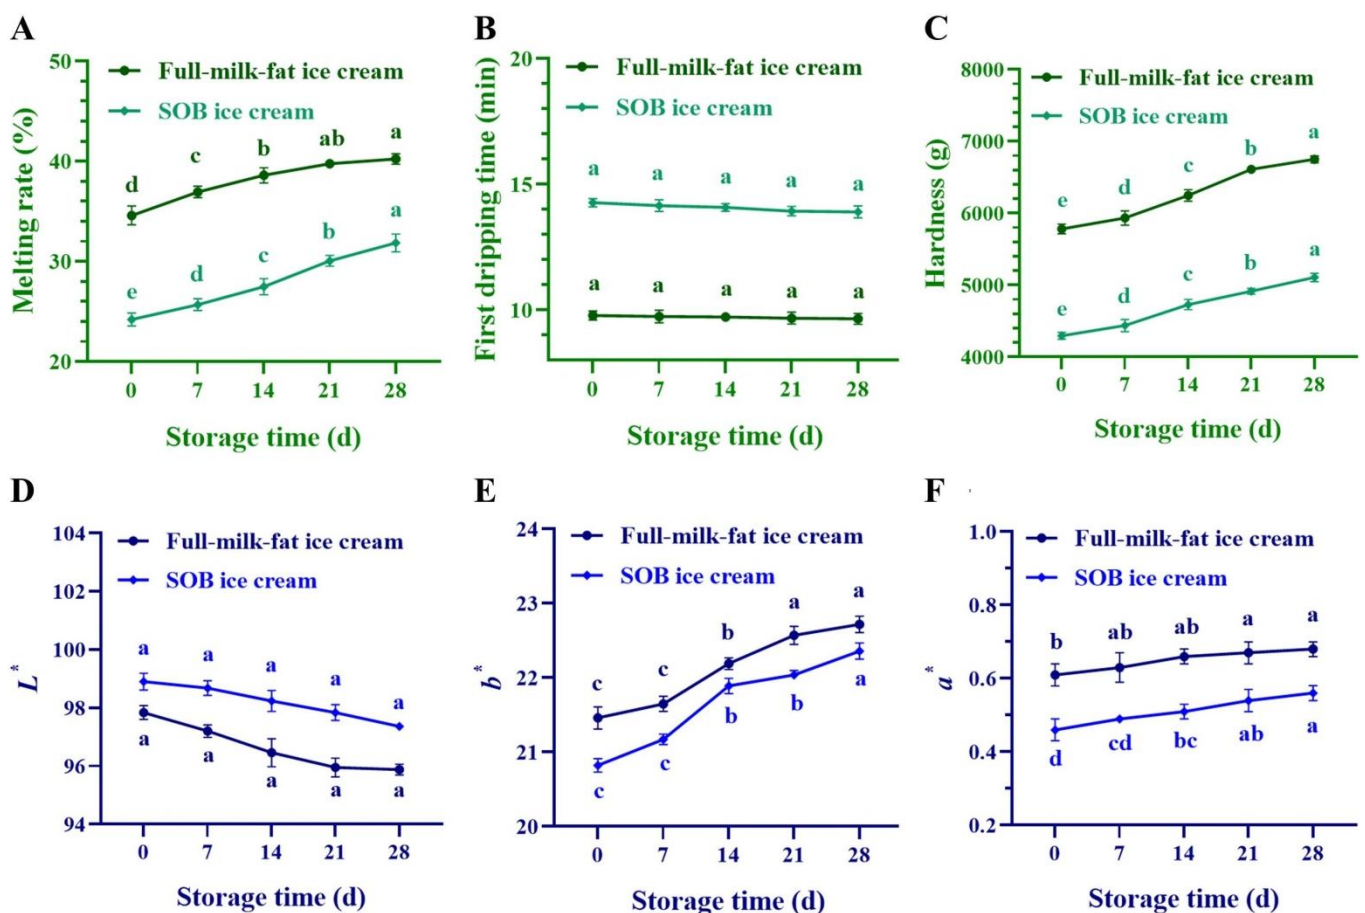 A
50
40
30
20
Melting rate (%)
Full-milk-fat ice cream
SOB ice cream
d c b ab a
e d c b a
0 7 14 21 28
Storage time (d)
B
20
15
10
First dripping time (min)
Full-milk-fat ice cream
SOB ice cream
a a a a a
a a a a a
0 7 14 21 28
Storage time (d)
C
8000
7000
6000
5000
4000
Hardness (g)
Full-milk-fat ice cream
SOB ice cream
e d c b a
e d c b a
0 7 14 21 28
Storage time (d)
D
104
102
100
98
96
94
L*
Full-milk-fat ice cream
SOB ice cream
a a a a a
a a a a a
0 7 14 21 28
Storage time (d)
E
24
23
22
21
20
b*
Full-milk-fat ice cream
SOB ice cream
c c b a a
c c b b a
0 7 14 21 28
Storage time (d)
F
1.0
0.8
0.6
0.4
0.2
a*
Full-milk-fat ice cream
SOB ice cream
b ab ab a a
d cd bc ab a
0 7 14 21 28
Storage time (d)